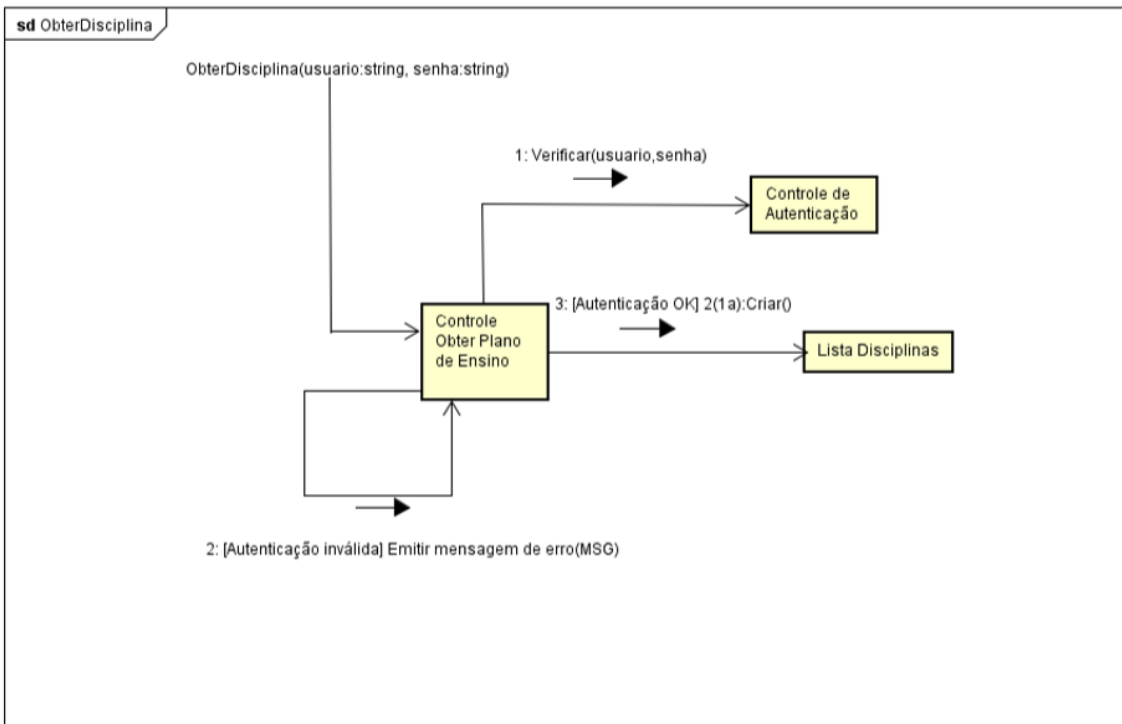 sd ObterDisciplina
ObterDisciplina(usuario:string, senha:string)
1: Verificar(usuario,senha)
Controle de
Autenticação
3: [Autenticação OK] 2(1a):Criar()
Controle
Obter Plano
de Ensino
Lista Disciplinas
2: [Autenticação inválida] Emitir mensagem de erro(MSG)